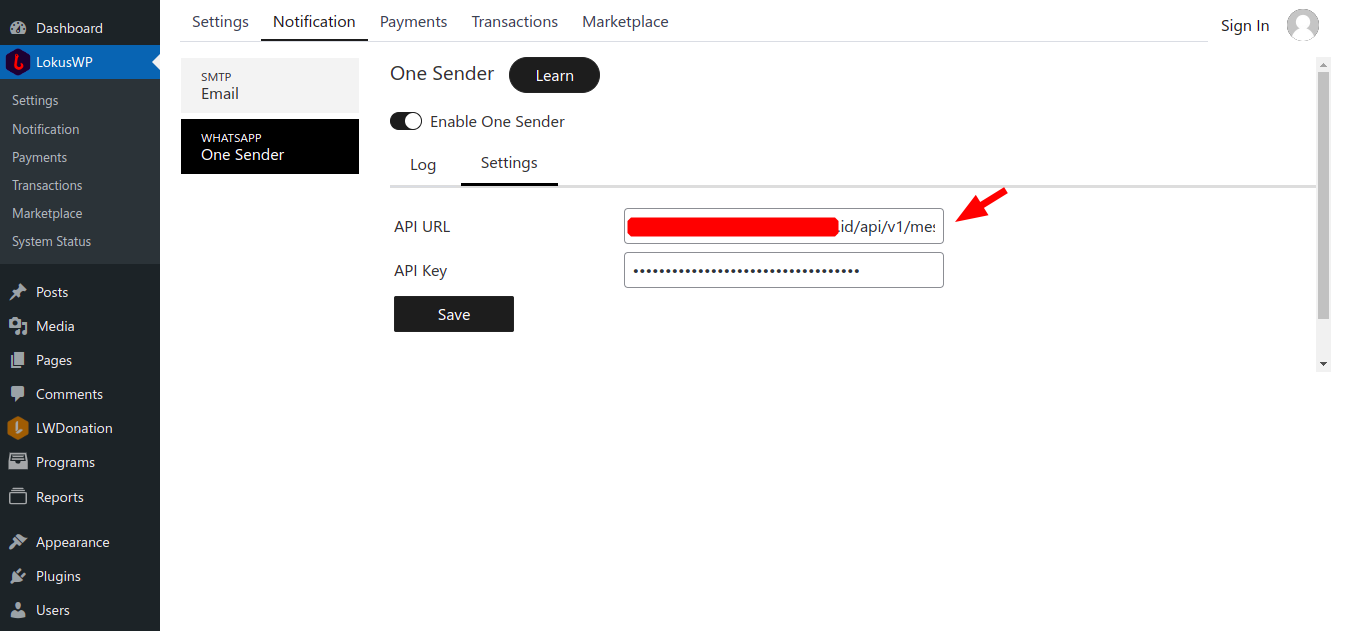 Dashboard
LokusWP
Settings
Notification
Payments
Transactions
Marketplace
System Status
Posts
Media
Pages
Comments
LWDonation
Programs
Reports
Appearance
Plugins
Users
Settings Notification Payments Transactions Marketplace
Sign In
SMTP
Email
WHATSAPP
One Sender
One Sender Learn
Enable One Sender
Log Settings
API URL .id/api/v1/mes
API Key ••••••••••••••••••••••••••••••••••••
Save